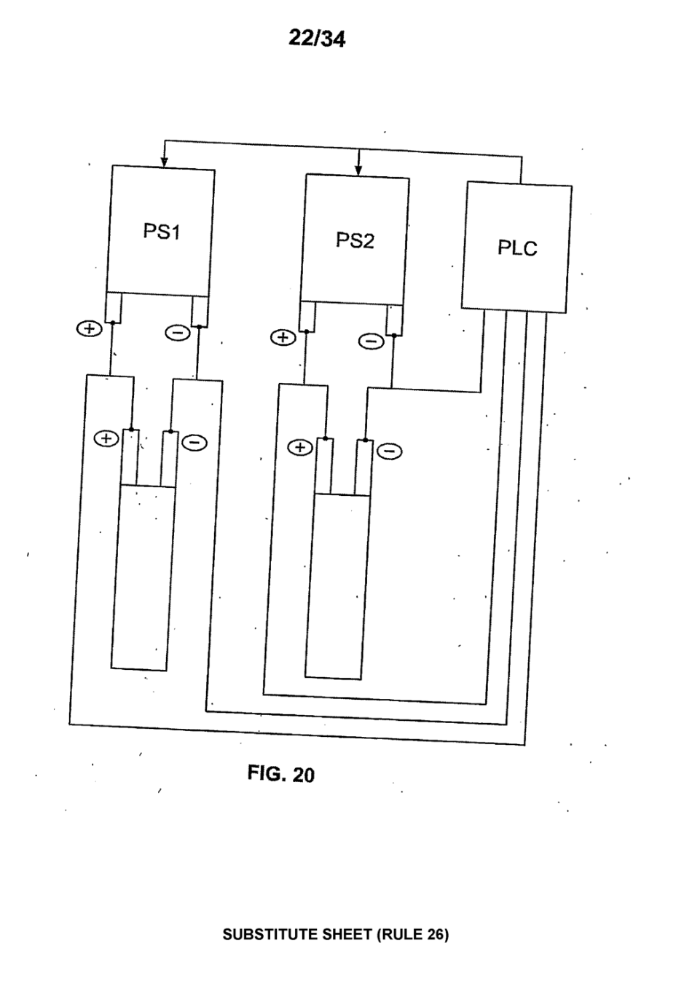 22/34
PS1
PS2
PLC
+
−
+
−
+
−
+
−
FIG. 20
SUBSTITUTE SHEET (RULE 26)